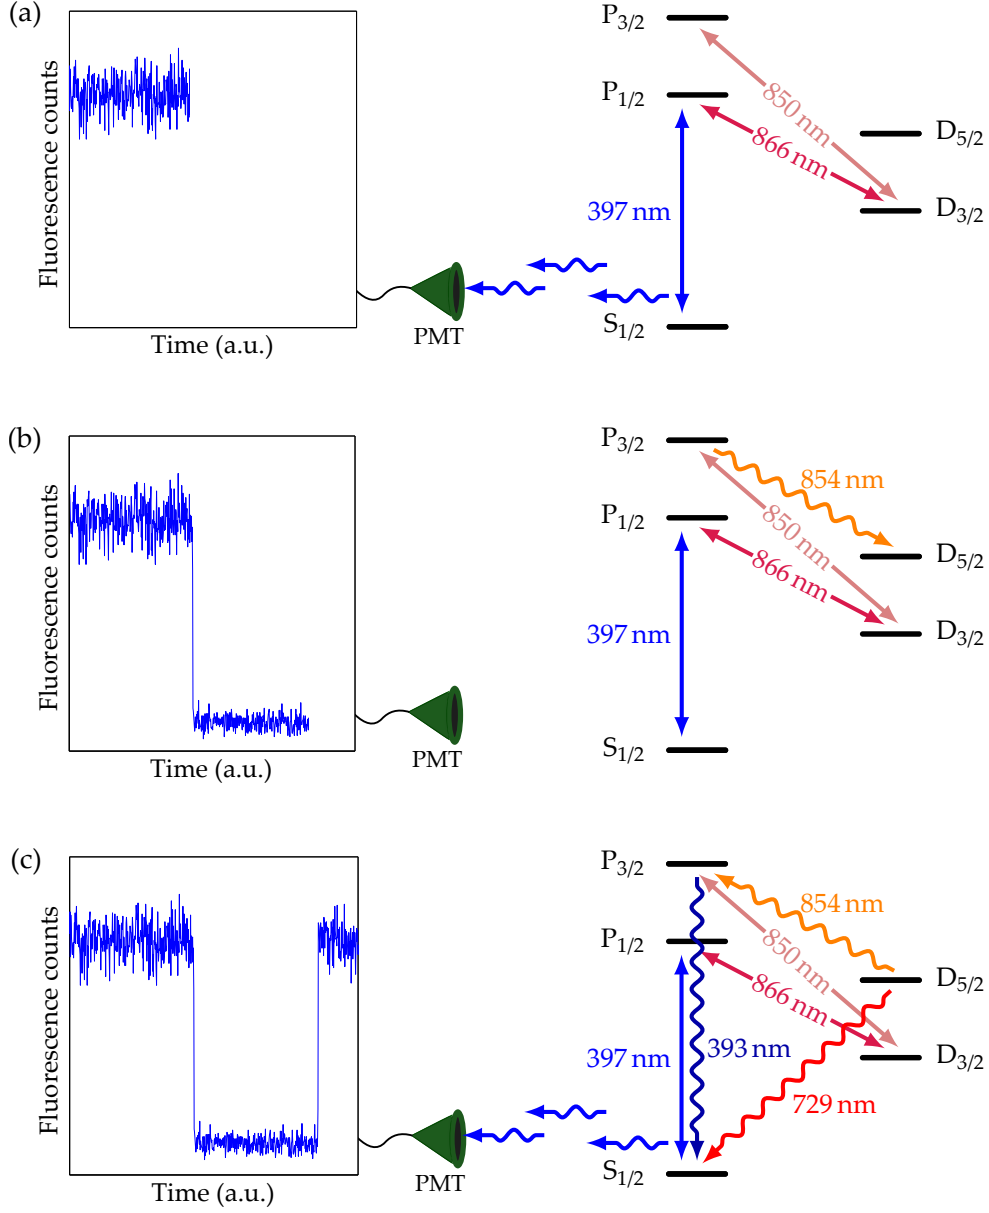 (a)
Fluorescence counts
Time (a.u.)
PMT
P3/2
P1/2
S1/2
D5/2
D3/2
850 nm
866 nm
397 nm
(b)
Fluorescence counts
Time (a.u.)
PMT
P3/2
P1/2
S1/2
D5/2
D3/2
854 nm
850 nm
866 nm
397 nm
(c)
Fluorescence counts
Time (a.u.)
PMT
P3/2
P1/2
S1/2
D5/2
D3/2
854 nm
850 nm
866 nm
397 nm
393 nm
729 nm